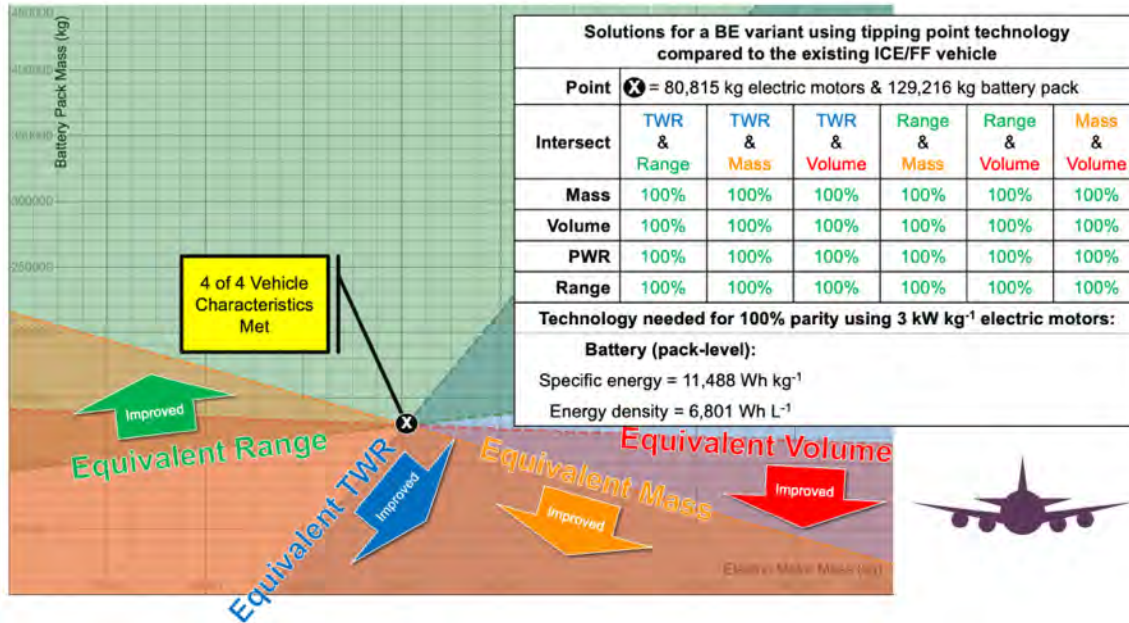 450000
Battery Pack Mass (kg)
400000
350000
300000
250000
4 of 4 Vehicle
Characteristics
Met
X
Improved
Equivalent Range
Equivalent TWR
Improved
Equivalent Mass
Improved
Equivalent Volume
Improved
Electric Motor Mass (kg)
Solutions for a BE variant using tipping point technology
compared to the existing ICE/FF vehicle
Point X = 80,815 kg electric motors & 129,216 kg battery pack
Intersect TWR & Range TWR & Mass TWR & Volume Range & Mass Range & Volume Mass & Volume
Mass 100% 100% 100% 100% 100% 100%
Volume 100% 100% 100% 100% 100% 100%
PWR 100% 100% 100% 100% 100% 100%
Range 100% 100% 100% 100% 100% 100%
Technology needed for 100% parity using 3 kW kg⁻¹ electric motors:
Battery (pack-level):
Specific energy = 11,488 Wh kg⁻¹
Energy density = 6,801 Wh L⁻¹